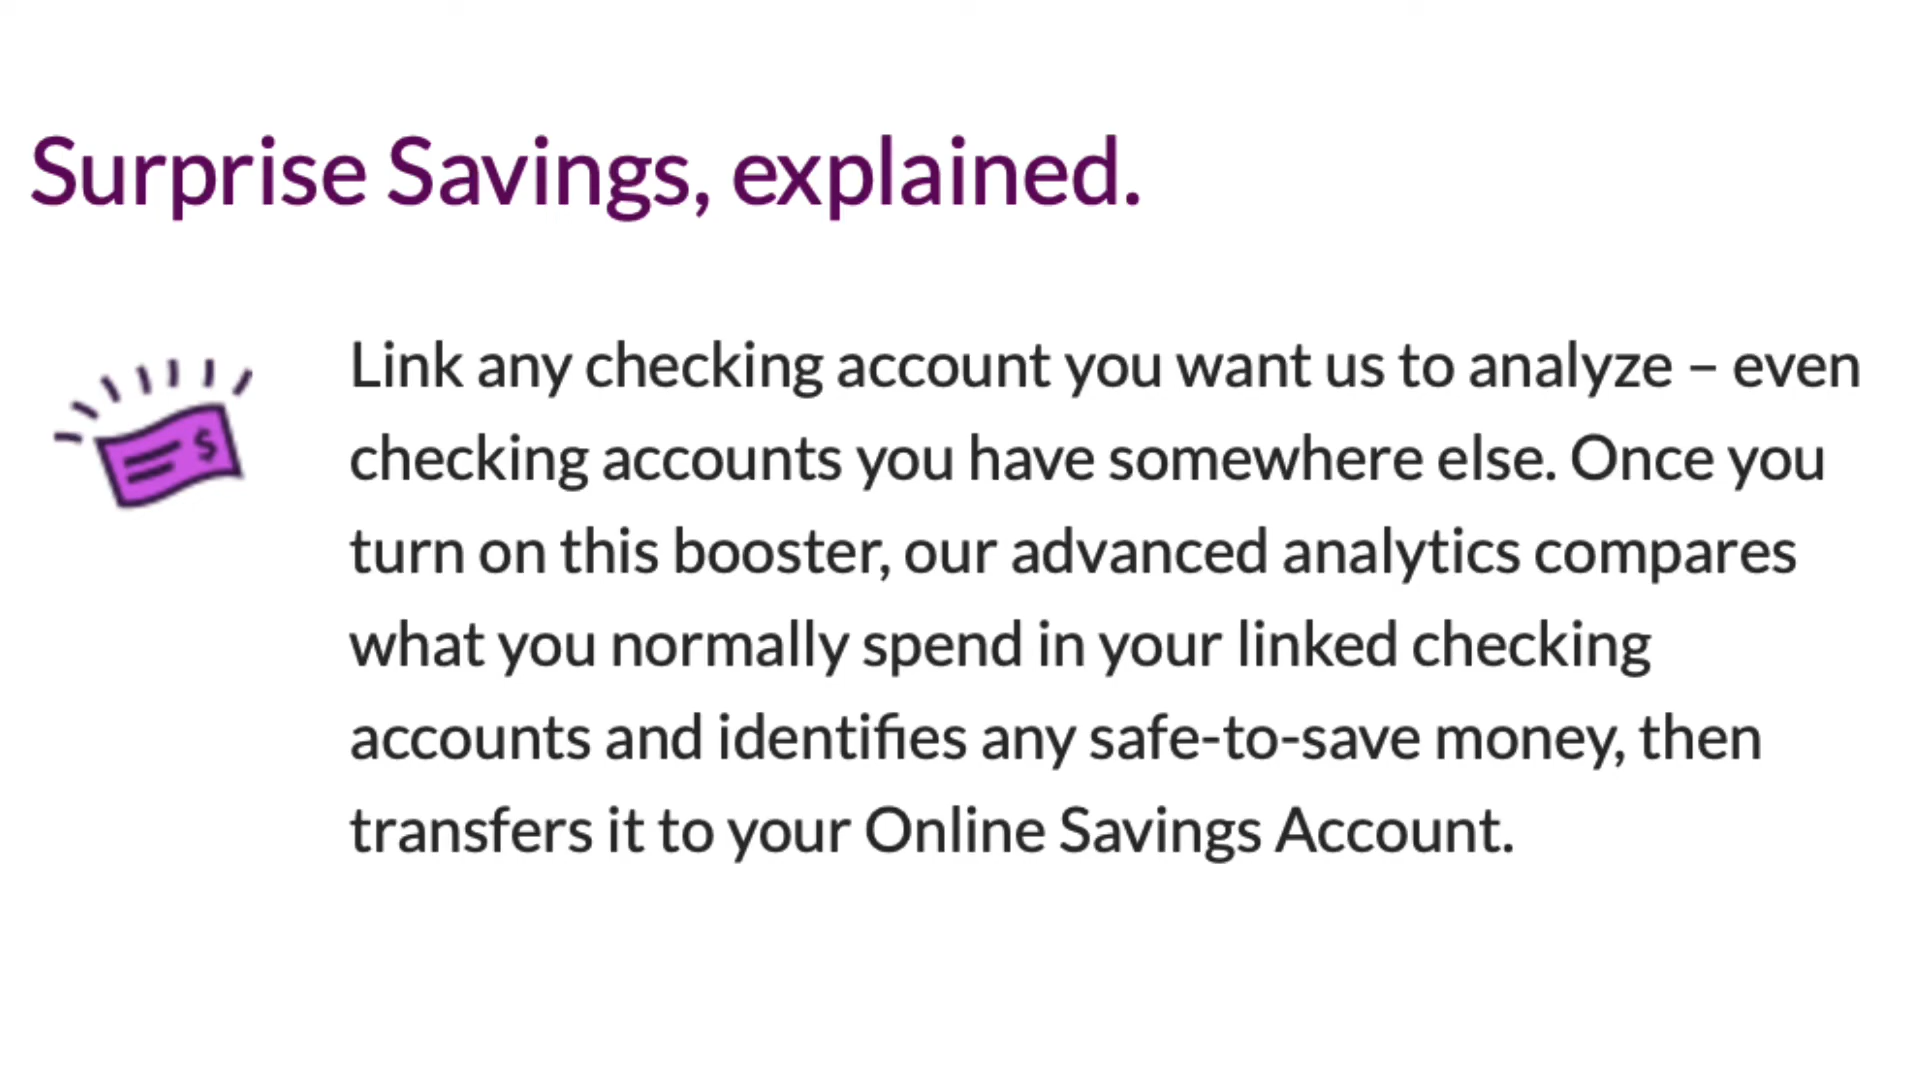 Surprise Savings, explained.
$
Link any checking account you want us to analyze – even
checking accounts you have somewhere else. Once you
turn on this booster, our advanced analytics compares
what you normally spend in your linked checking
accounts and identifies any safe-to-save money, then
transfers it to your Online Savings Account.